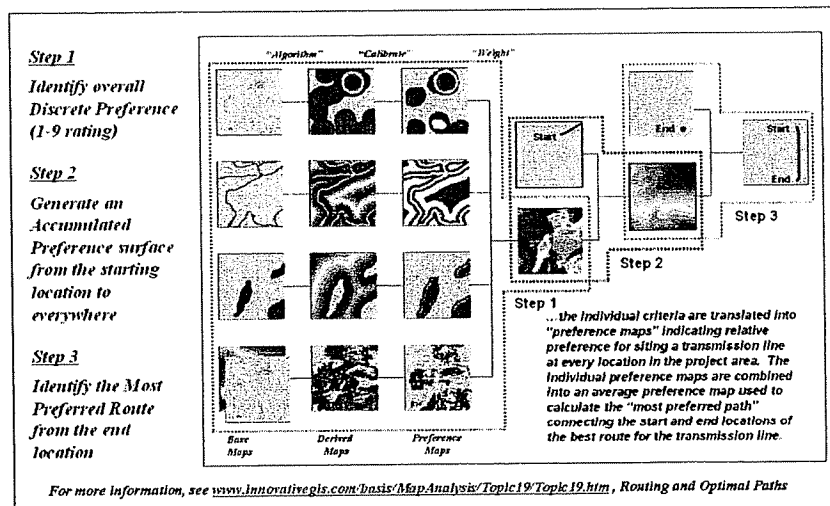 Step 1
Identify overall
Discrete Preference
(1-9 rating)
Step 2
Generate an
Accumulated
Preference surface
from the starting
location to
everywhere
Step 3
Identify the Most
Preferred Route
from the end
location
"Algorithm"
"Calibrate"
"Weight"
Start
End
Start
End
Step 1
Step 2
Step 3
Base
Maps
Derived
Maps
Preference
Maps
...the individual criteria are translated into
"preference maps" indicating relative
preference for siting a transmission line
at every location in the project area. The
individual preference maps are combined
into an average preference map used to
calculate the "most preferred path"
connecting the start and end locations of
the best route for the transmission line.
For more information, see www.innovativegis.com/basis/MapAnalysis/Topic19/Topic19.htm , Routing and Optimal Paths